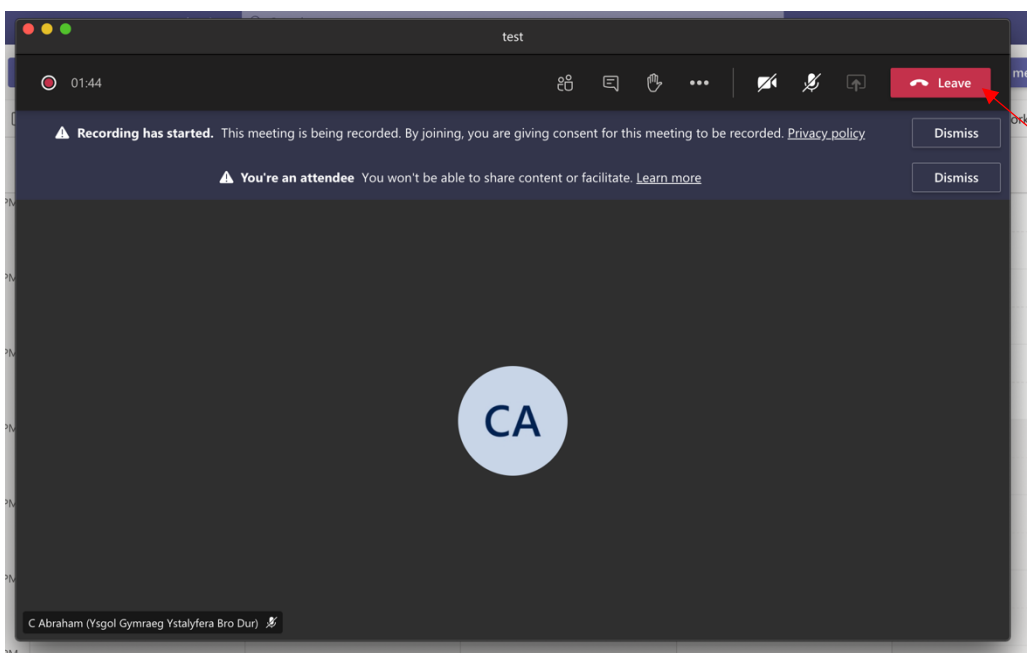 test
01:44
Leave
Recording has started. This meeting is being recorded. By joining, you are giving consent for this meeting to be recorded. Privacy policy
Dismiss
You're an attendee You won't be able to share content or facilitate. Learn more
Dismiss
CA
C Abraham (Ysgol Gymraeg Ystalyfera Bro Dur)